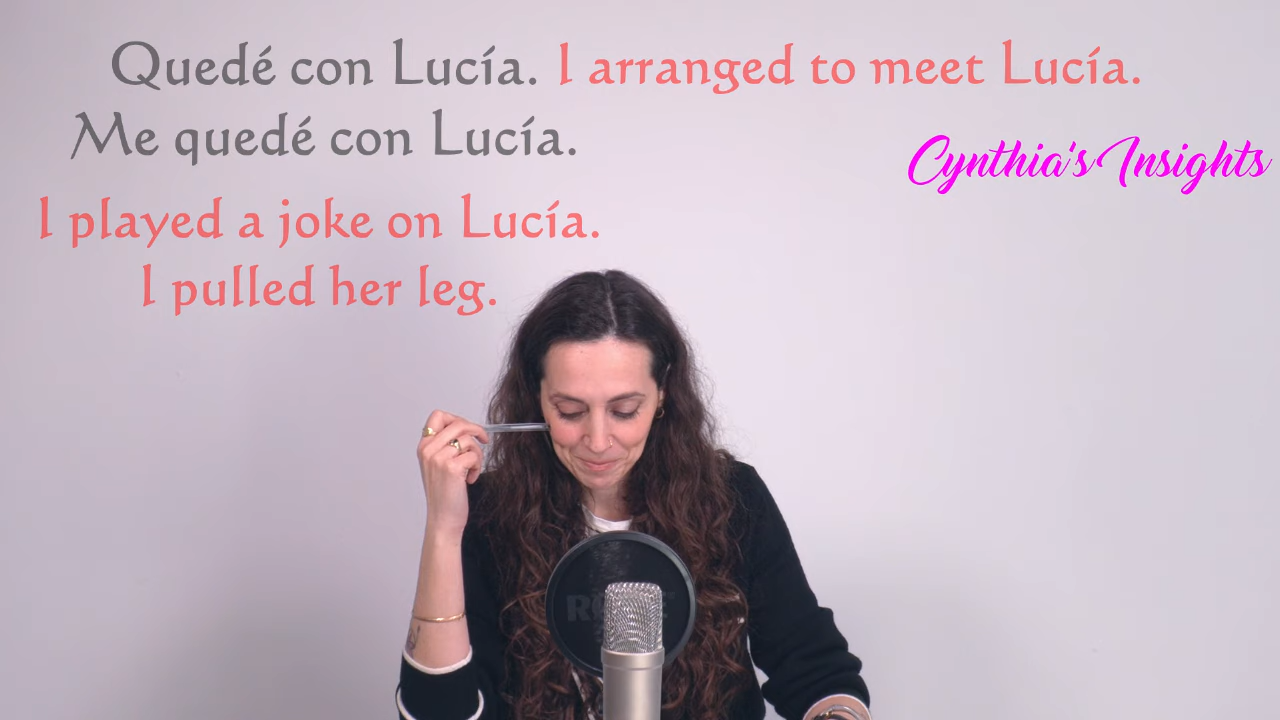 Quedé con Lucía. I arranged to meet Lucía.
Me quedé con Lucía.
Cynthia's Insights
I played a joke on Lucía.
I pulled her leg.